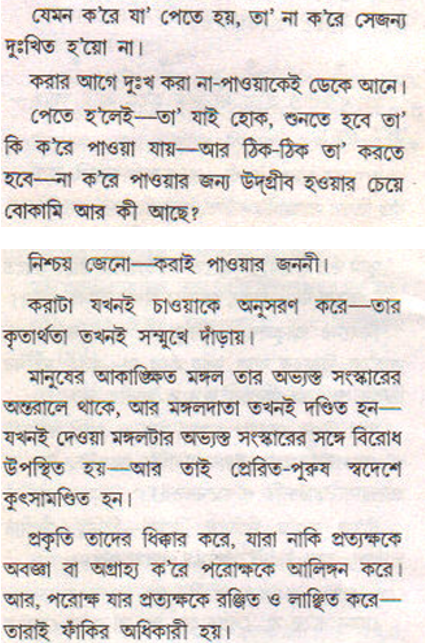 যেমন ক'রে যা' পেতে হয়, তা' না ক'রে সেজন্য
দুঃখিত হ'য়ো না।
করার আগে দুঃখ করা না-পাওয়াকেই ডেকে আনে।
পেতে হ'লেই—তা' যাই হোক, শুনতে হবে তা'
কি ক'রে পাওয়া যায়—আর ঠিক-ঠিক তা' করতে
হবে—না ক'রে পাওয়ার জন্য উদ্‌গ্রীব হওয়ার চেয়ে
বোকামি আর কী আছে?
নিশ্চয় জেনো—করাই পাওয়ার জননী।
করাটা যখনই চাওয়াকে অনুসরণ করে—তার
কৃতার্থতা তখনই সম্মুখে দাঁড়ায়।
মানুষের আকাঙ্ক্ষিত মঙ্গল তার অভ্যস্ত সংস্কারের
অন্তরালে থাকে, আর মঙ্গলদাতা তখনই দণ্ডিত হন—
যখনই দেওয়া মঙ্গলটার অভ্যস্ত সংস্কারের সঙ্গে বিরোধ
উপস্থিত হয়—আর তাই প্রেরিত-পুরুষ স্বদেশে
কুৎসামণ্ডিত হন।
প্রকৃতি তাদের ধিক্কার করে, যারা নাকি প্রত্যক্ষকে
অবজ্ঞা বা অগ্রাহ্য ক'রে পরোক্ষকে আলিঙ্গন করে।
আর, পরোক্ষ যার প্রত্যক্ষকে রঞ্জিত ও লাঞ্ছিত করে—
তারাই ফাঁকির অধিকারী হয়।